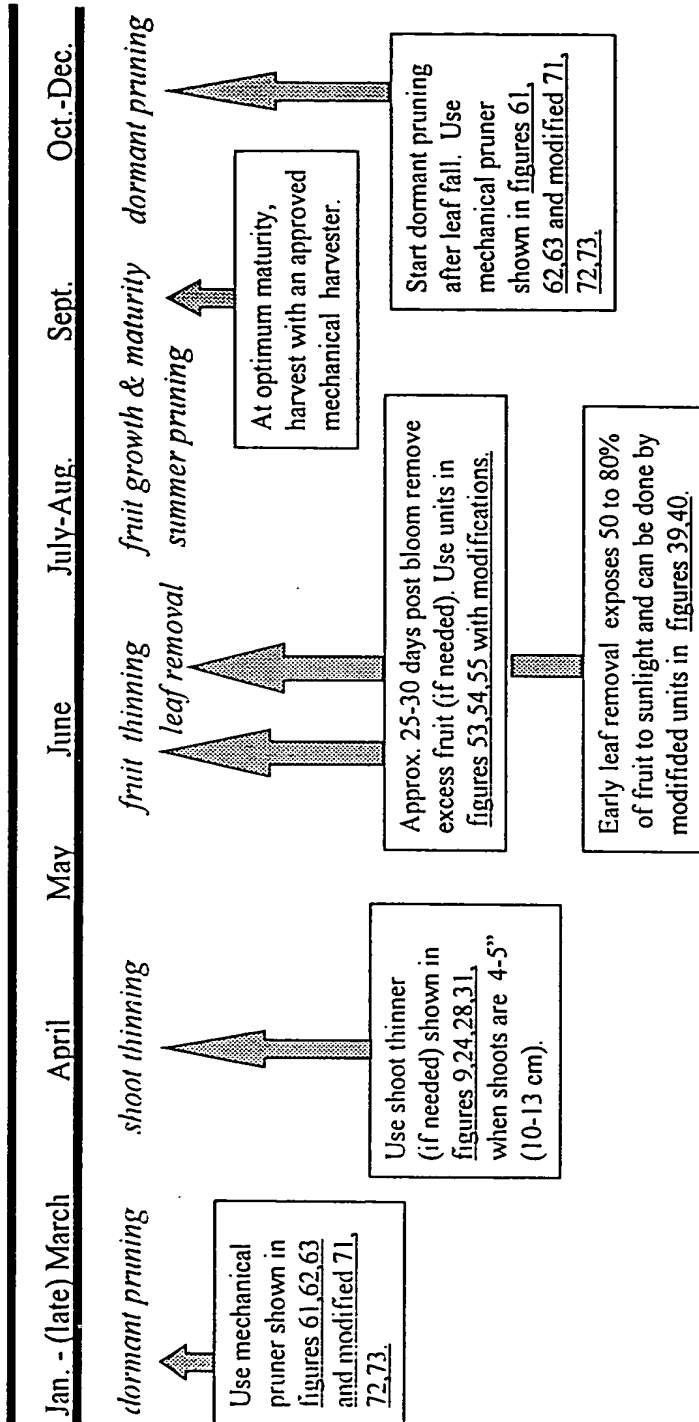 Jan. - (late) March
April
May
June
July-Aug.
Sept.
Oct.-Dec.
dormant pruning
shoot thinning
fruit thinning
leaf removal
fruit growth & maturity
summer pruning
dormant pruning
Use mechanical
pruner shown in
figures 61,62,63
and modified 71,
72,73.
Use shoot thinner
(if needed) shown in
figures 9,24,28,31,
when shoots are 4-5"
(10-13 cm).
Approx. 25-30 days post bloom remove
excess fruit (if needed). Use units in
figures 53,54,55 with modifications.
Early leaf removal exposes 50 to 80%
of fruit to sunlight and can be done by
modifided units in figures 39,40.
At optimum maturity,
harvest with an approved
mechanical harvester.
Start dormant pruning
after leaf fall. Use
mechanical pruner
shown in figures 61,
62,63 and modified 71,
72,73.